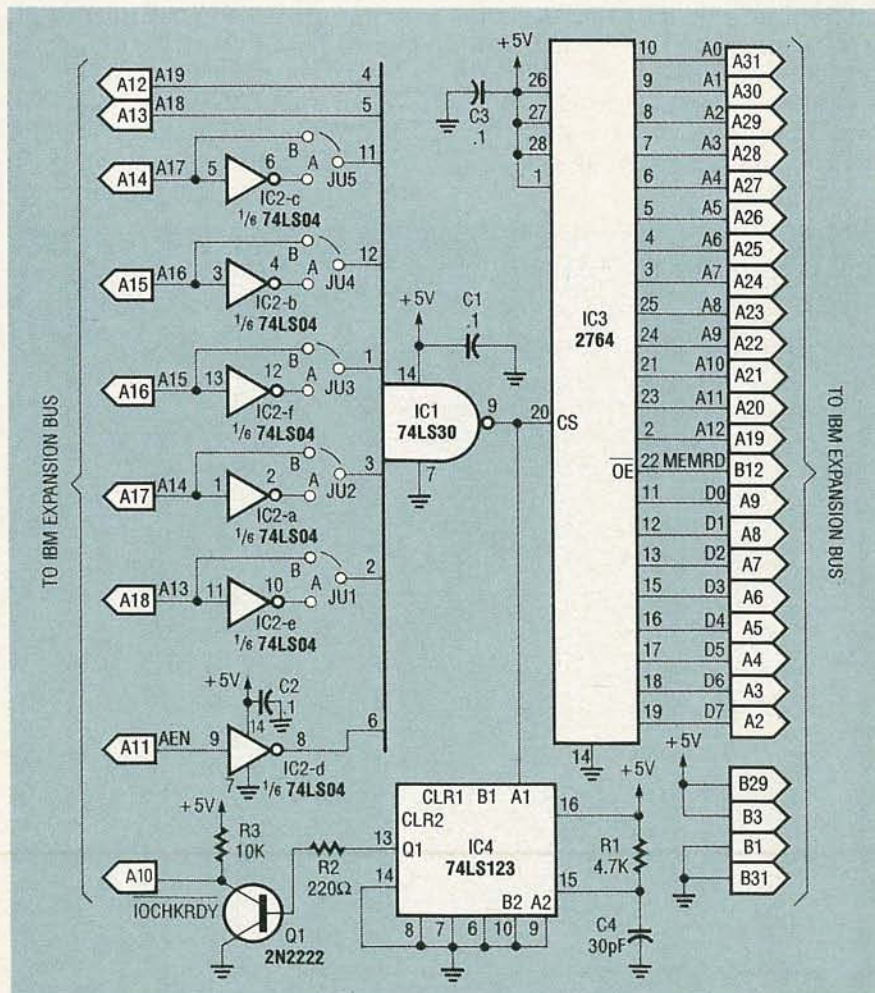 TO IBM EXPANSION BUS
A12 A19 4
A13 A18 5
A14 A17 5 IC2-c 6 B A JU5 11
1/6 74LS04
A15 A16 3 IC2-b 4 B A JU4 12
1/6 74LS04
A16 A15 13 IC2-f 12 B A JU3 1
1/6 74LS04
A17 A14 1 IC2-a 2 B A JU2 3
1/6 74LS04
A18 A13 11 IC2-e 10 B A JU1 2
1/6 74LS04
+5V
C2
.1
14
A11 AEN 9 8 6
IC2-d
7 1/6 74LS04
+5V
C1
.1
14
IC1
74LS30
9
7
+5V
C3
.1
26
27
28
1
IC3
2764
20 CS
OE
14
10 A0 A31
9 A1 A30
8 A2 A29
7 A3 A28
6 A4 A27
5 A5 A26
4 A6 A25
3 A7 A24
25 A8 A23
24 A9 A22
21 A10 A21
23 A11 A20
2 A12 A19
22 MEMRD B12
11 D0 A9
12 D1 A8
13 D2 A7
15 D3 A6
16 D4 A5
17 D5 A4
18 D6 A3
19 D7 A2
TO IBM EXPANSION BUS
+5V
B29
B3
B1
B31
+5V
R3
10K
A10
IOCHKRDY
Q1
2N2222
R2
220Ω
13
14
CLR1 B1 A1
CLR2
Q1 IC4
74LS123
B2 A2
8 7 6 10 9
16
15
+5V
R1
4.7K
C4
30pF